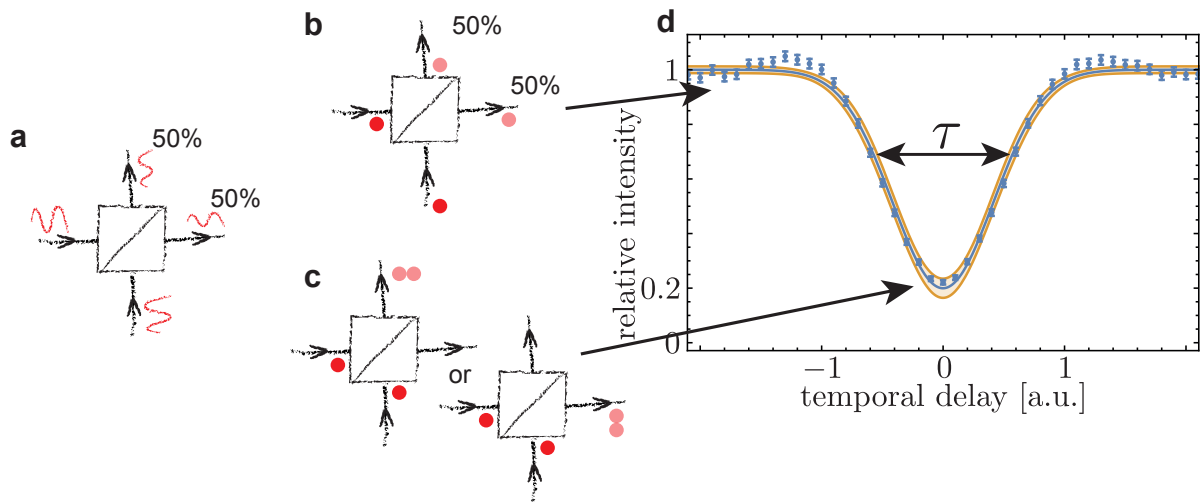 a
50%
50%
b
50%
50%
c
or
d
relative intensity
1
0.2
0
τ
−1
0
1
temporal delay [a.u.]